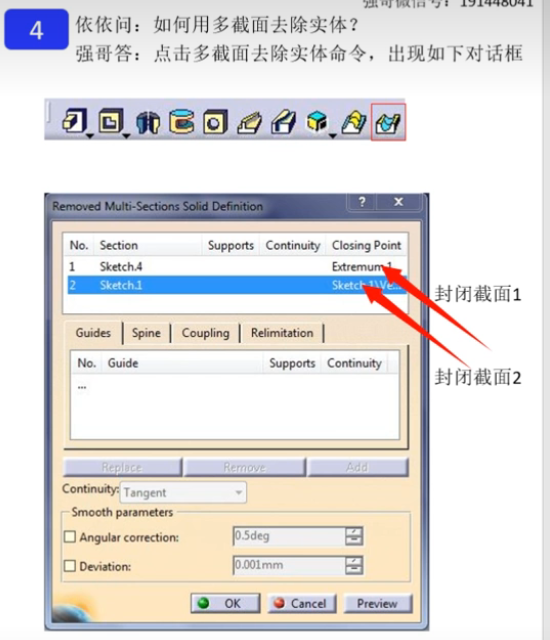 强哥微信号：191448041
4
依依问：如何用多截面去除实体？
强哥答：点击多截面去除实体命令，出现如下对话框
Removed Multi-Sections Solid Definition
? x
No. Section Supports Continuity Closing Point
1 Sketch.4 Extremum.1
2 Sketch.1 Sketch.1\Ve...
封闭截面1
Guides Spine Coupling Relimitation
No. Guide Supports Continuity
...
封闭截面2
Replace Remove Add
Continuity: Tangent
Smooth parameters
Angular correction: 0.5deg
Deviation: 0.001mm
OK Cancel Preview